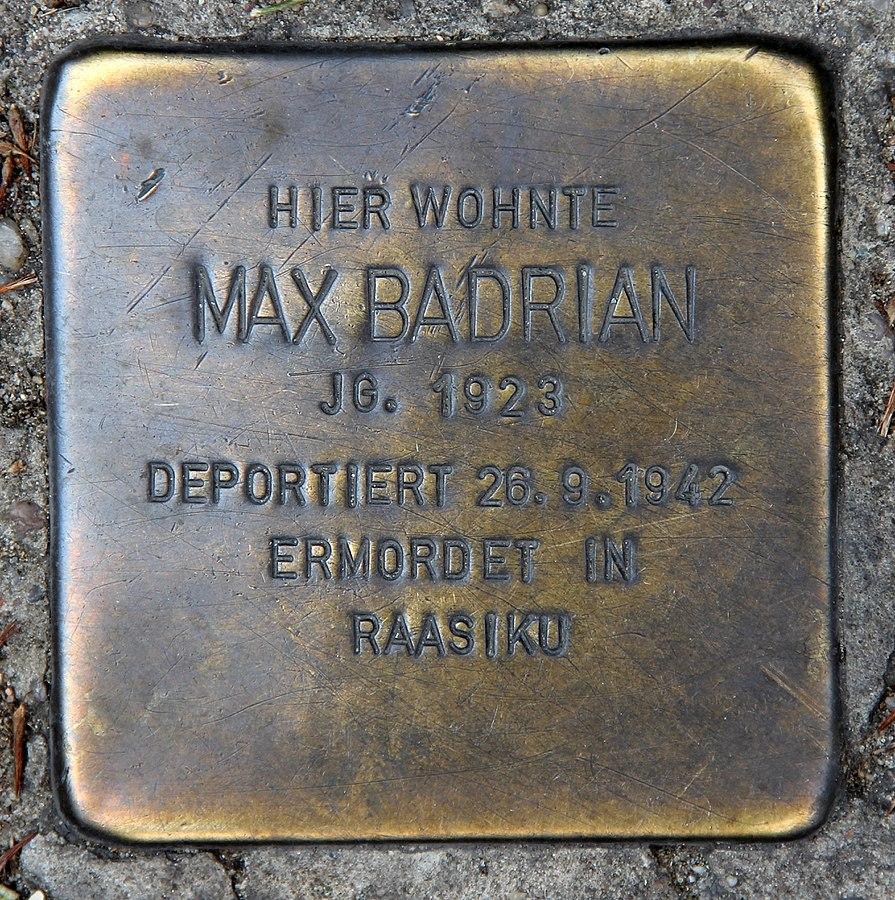 HIER WOHNTE
MAX BADRIAN
JG. 1923
DEPORTIERT 26.9.1942
ERMORDET IN
RAASIKU